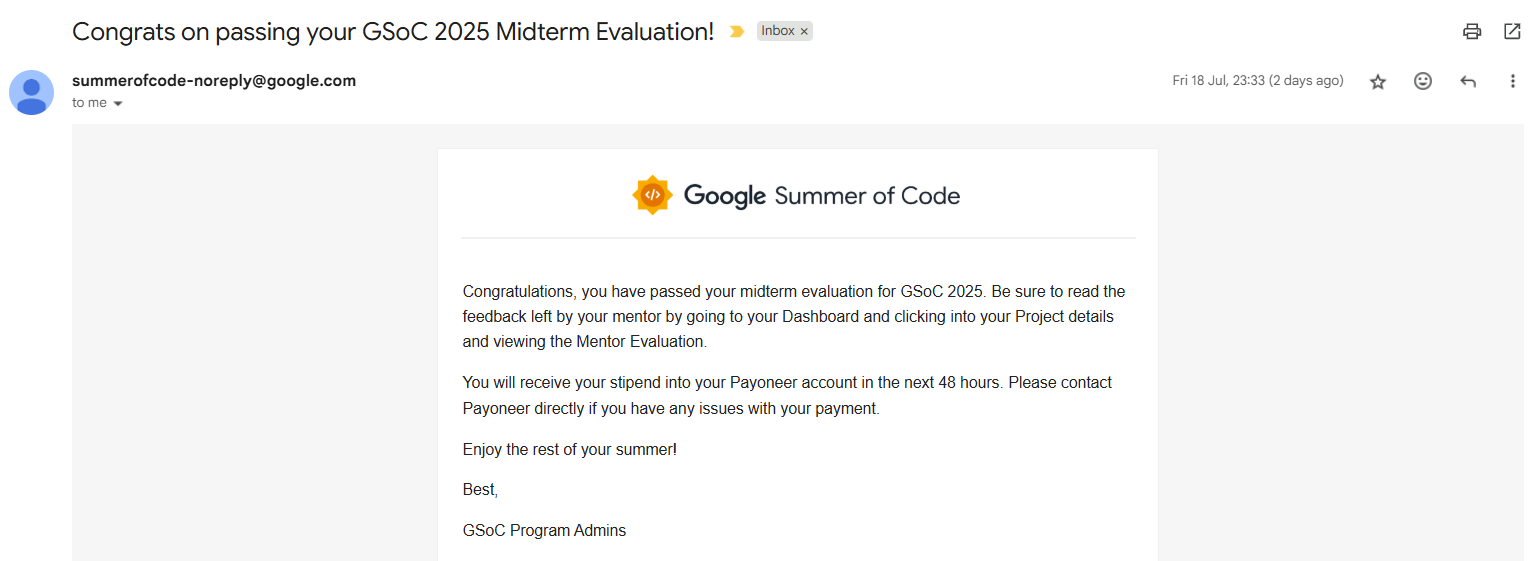 Congrats on passing your GSoC 2025 Midterm Evaluation! Inbox ×
summerofcode-noreply@google.com Fri 18 Jul, 23:33 (2 days ago)
to me
</> Google Summer of Code
Congratulations, you have passed your midterm evaluation for GSoC 2025. Be sure to read the
feedback left by your mentor by going to your Dashboard and clicking into your Project details
and viewing the Mentor Evaluation.
You will receive your stipend into your Payoneer account in the next 48 hours. Please contact
Payoneer directly if you have any issues with your payment.
Enjoy the rest of your summer!
Best,
GSoC Program Admins